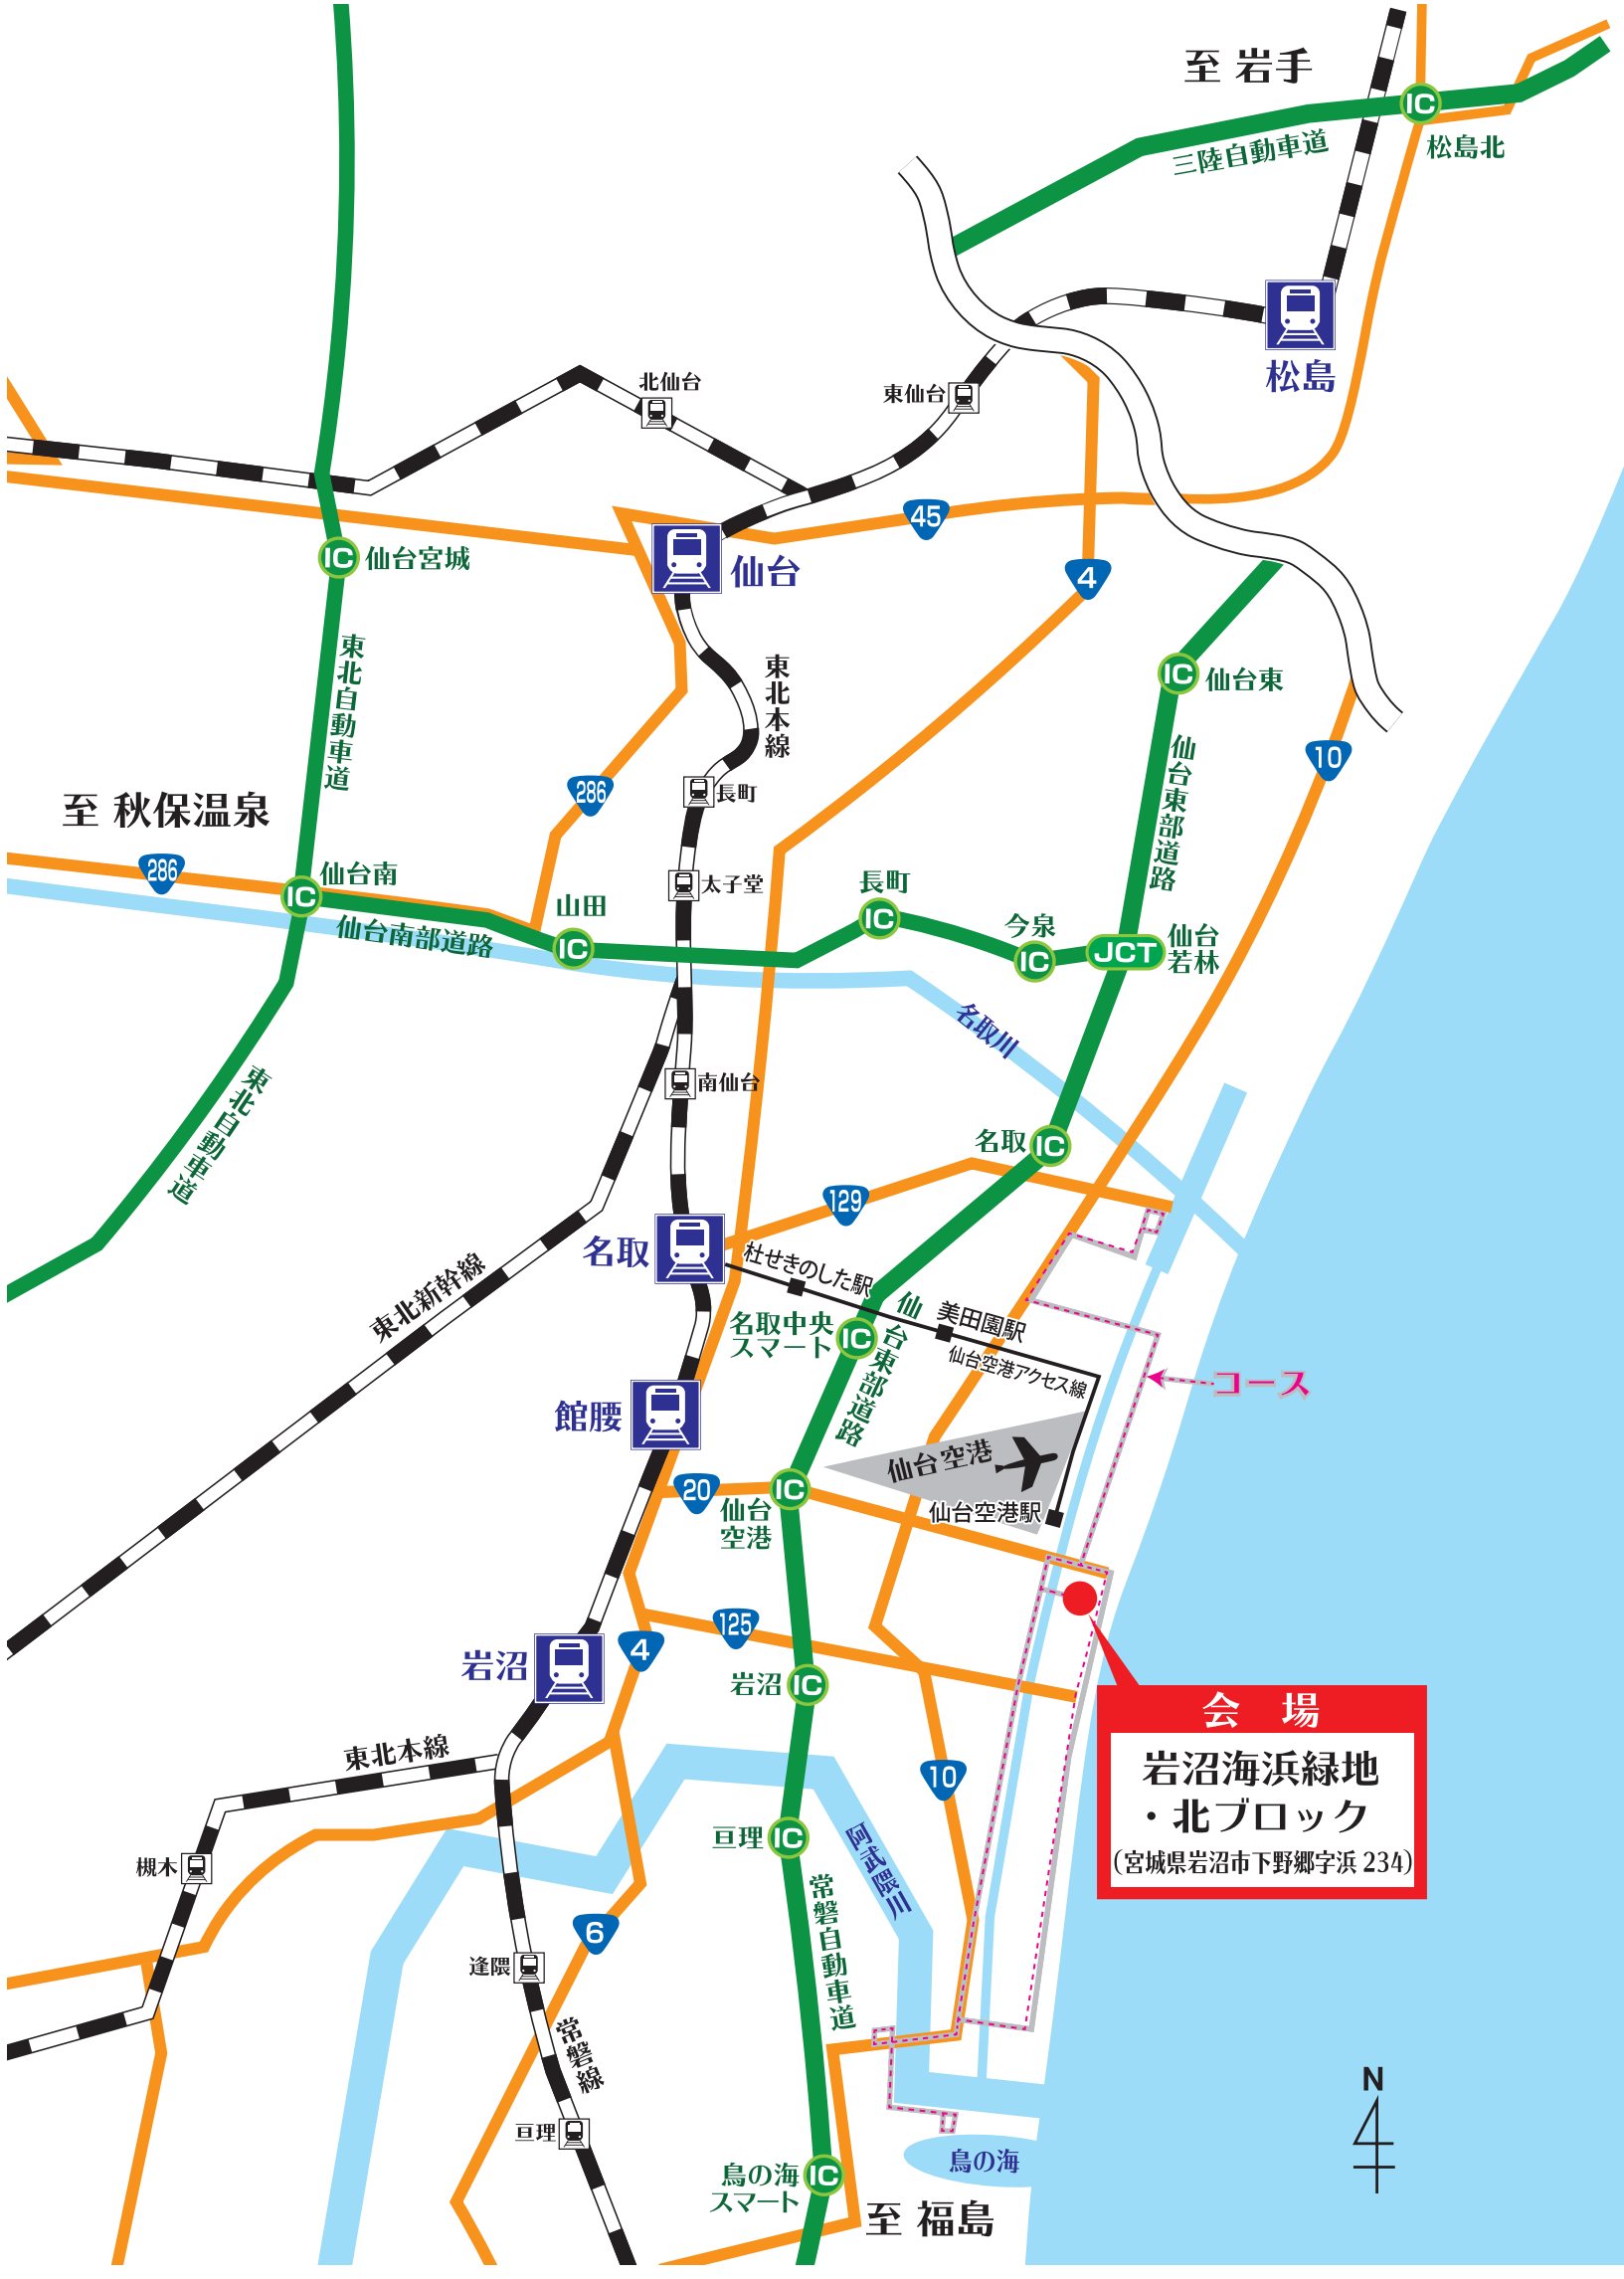 至 岩手
IC
松島北
三陸自動車道
松島
北仙台
東仙台
45
仙台
4
IC
仙台宮城
東北自動車道
東北本線
IC
仙台東
10
仙台東部道路
至 秋保温泉
286
286
長町
太子堂
IC
仙台南
仙台南部道路
山田
IC
長町
IC
今泉
IC
JCT
仙台
若林
名取川
南仙台
東北自動車道
名取
IC
129
名取
杜せきのした駅
美田園駅
仙台空港アクセス線
東北新幹線
名取中央
スマート
IC
仙台東部道路
コース
館腰
仙台空港
仙台空港駅
20
IC
仙台
空港
125
4
岩沼
岩沼
IC
会 場
岩沼海浜緑地
・北ブロック
(宮城県岩沼市下野郷字浜 234)
東北本線
10
亘理
IC
阿武隈川
槻木
常磐自動車道
6
逢隈
常磐線
亘理
N
鳥の海
鳥の海
スマート
IC
至 福島